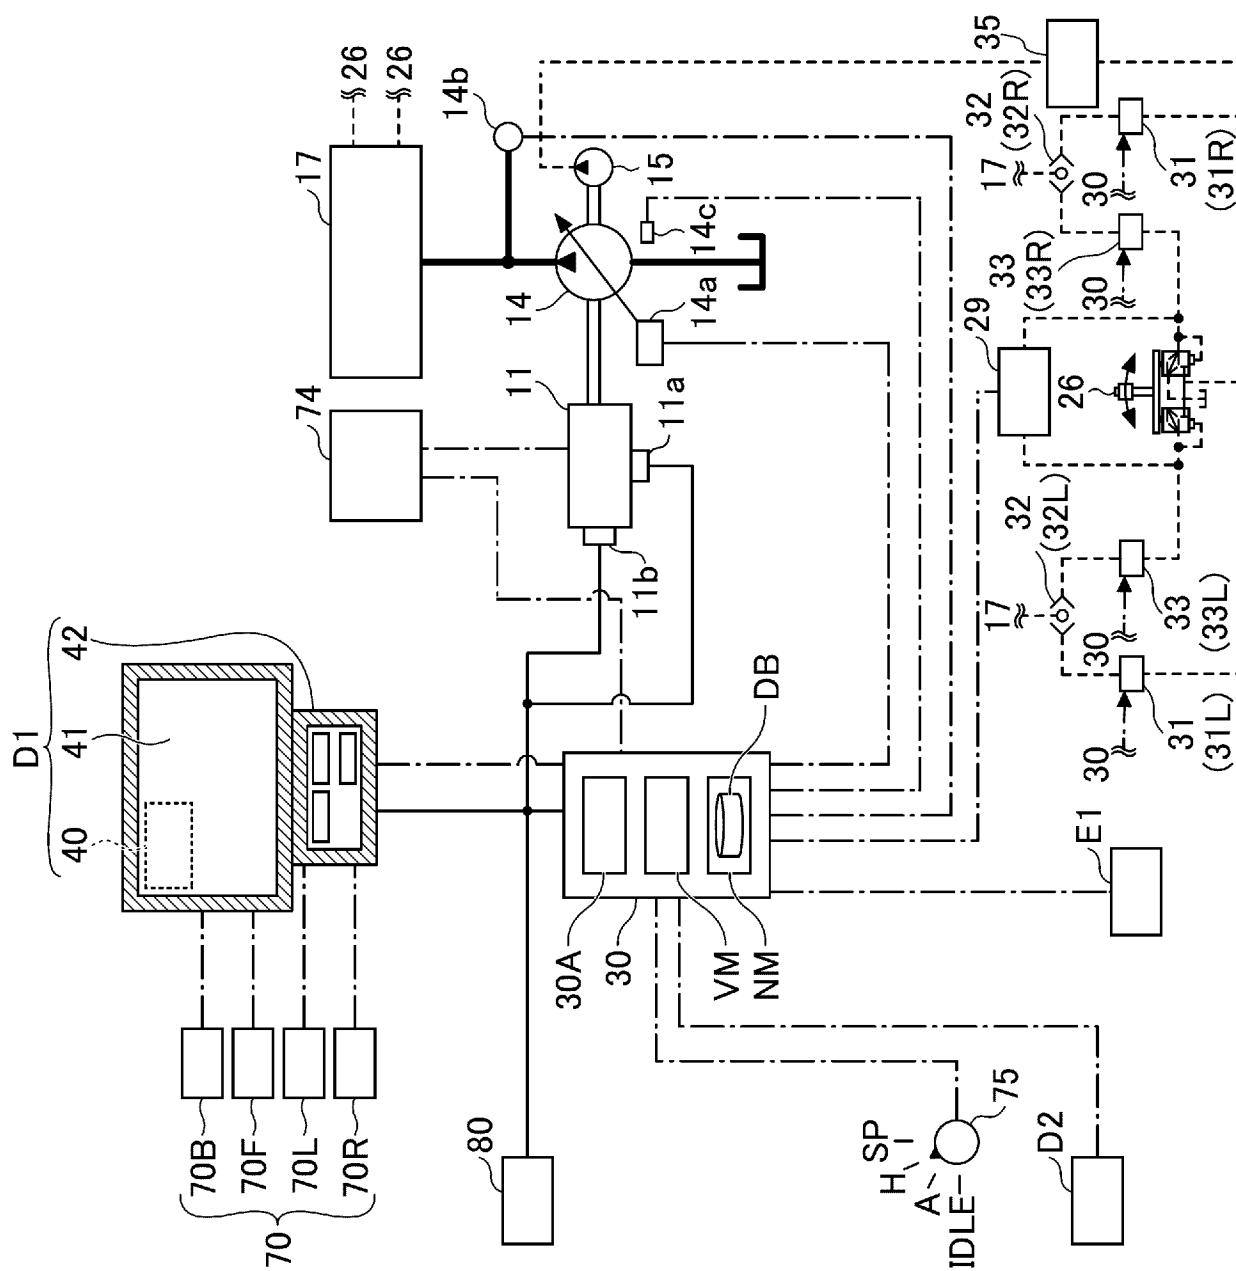 D1
40
41
42
70B
70F
70L
70R
70
80
74
17
26
26
14b
11
14
15
11b
11a
14a
14c
30A
30
VM
NM
DB
SP
H
A
IDLE
75
D2
E1
35
29
26
17
32
(32L)
30
31
(31L)
30
33
(33L)
17
32
(32R)
30
33
(33R)
30
31
(31R)